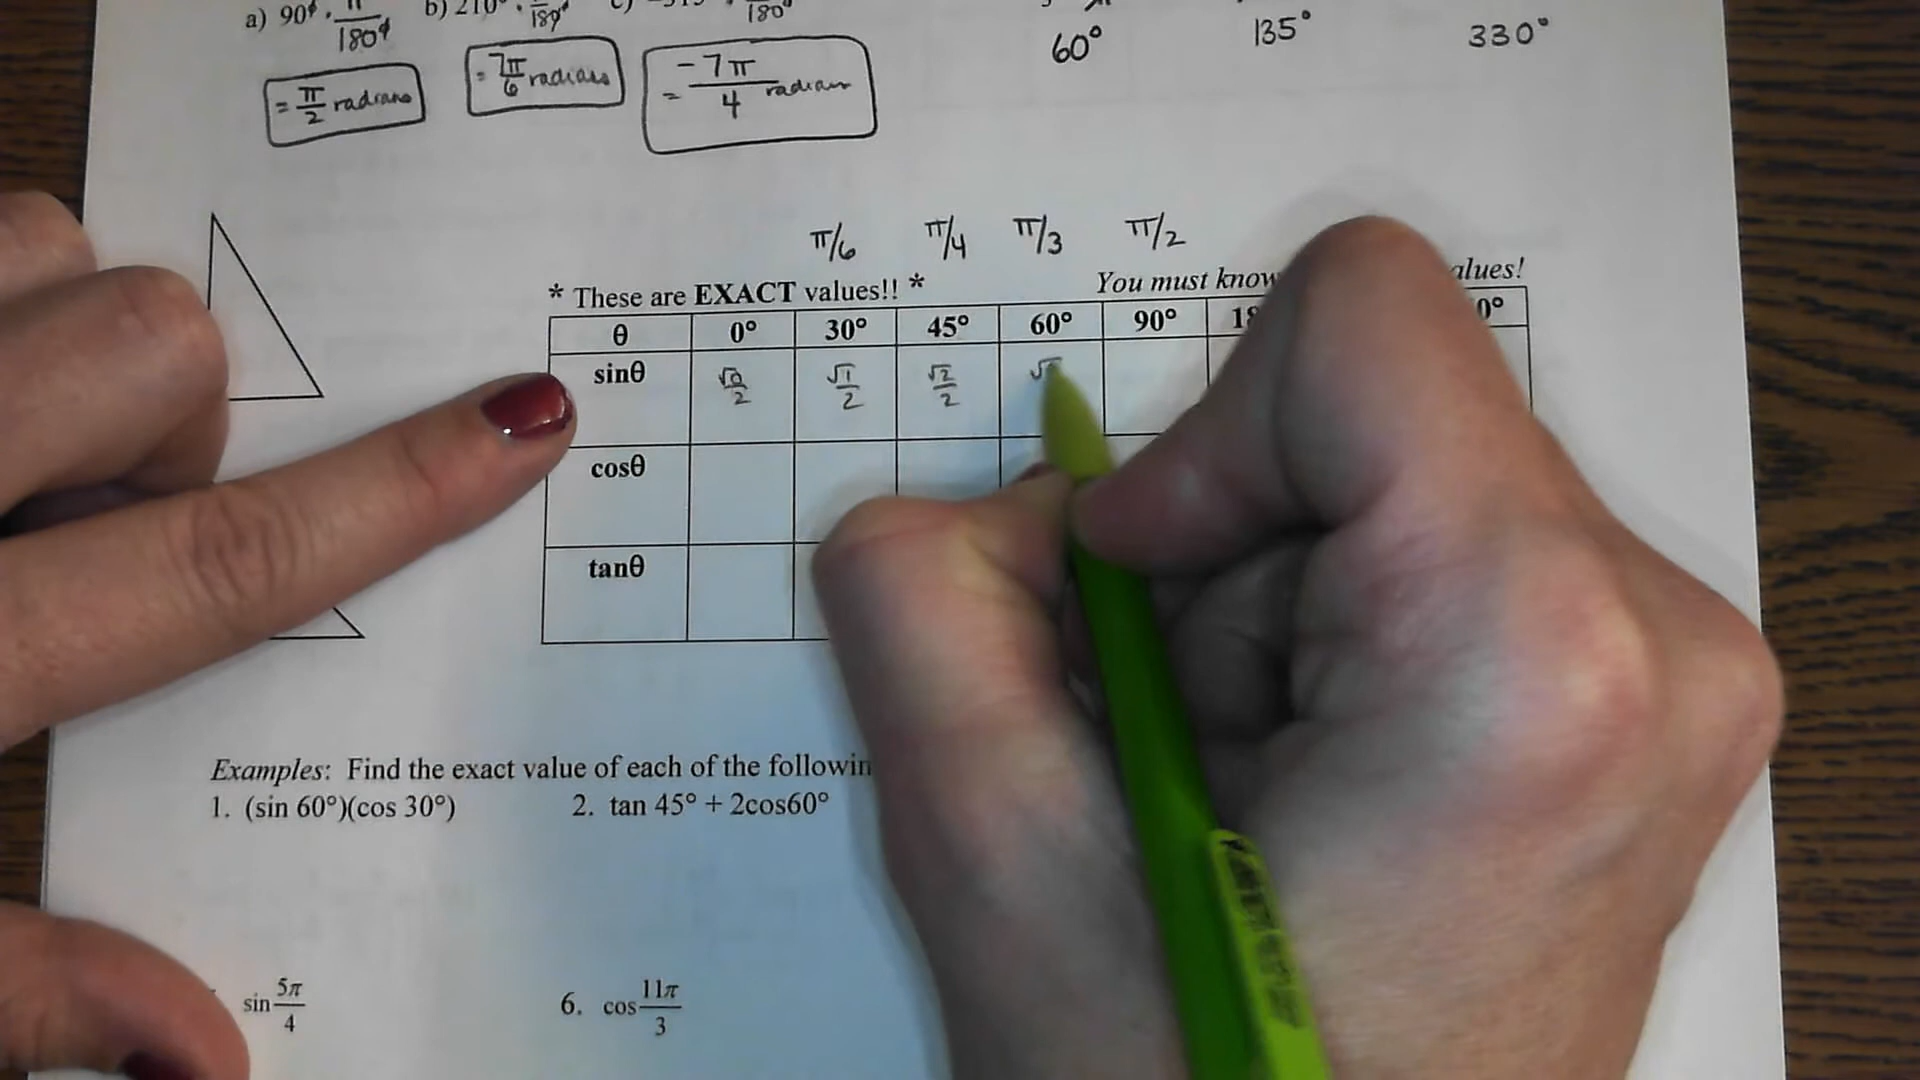 a) 90° · π/180° b) 210° · /180° c) · /180°
= π/2 radians = 7π/6 radians = -7π/4 radian
60° 135° 330°
π/6 π/4 π/3 π/2
* These are EXACT values!! * You must know alues!
θ 0° 30° 45° 60° 90° 0°
sinθ √0/2 √1/2 √2/2 √
cosθ
tanθ
Examples: Find the exact value of each of the followin
1. (sin 60°)(cos 30°) 2. tan 45° + 2cos60°
sin 5π/4 6. cos 11π/3